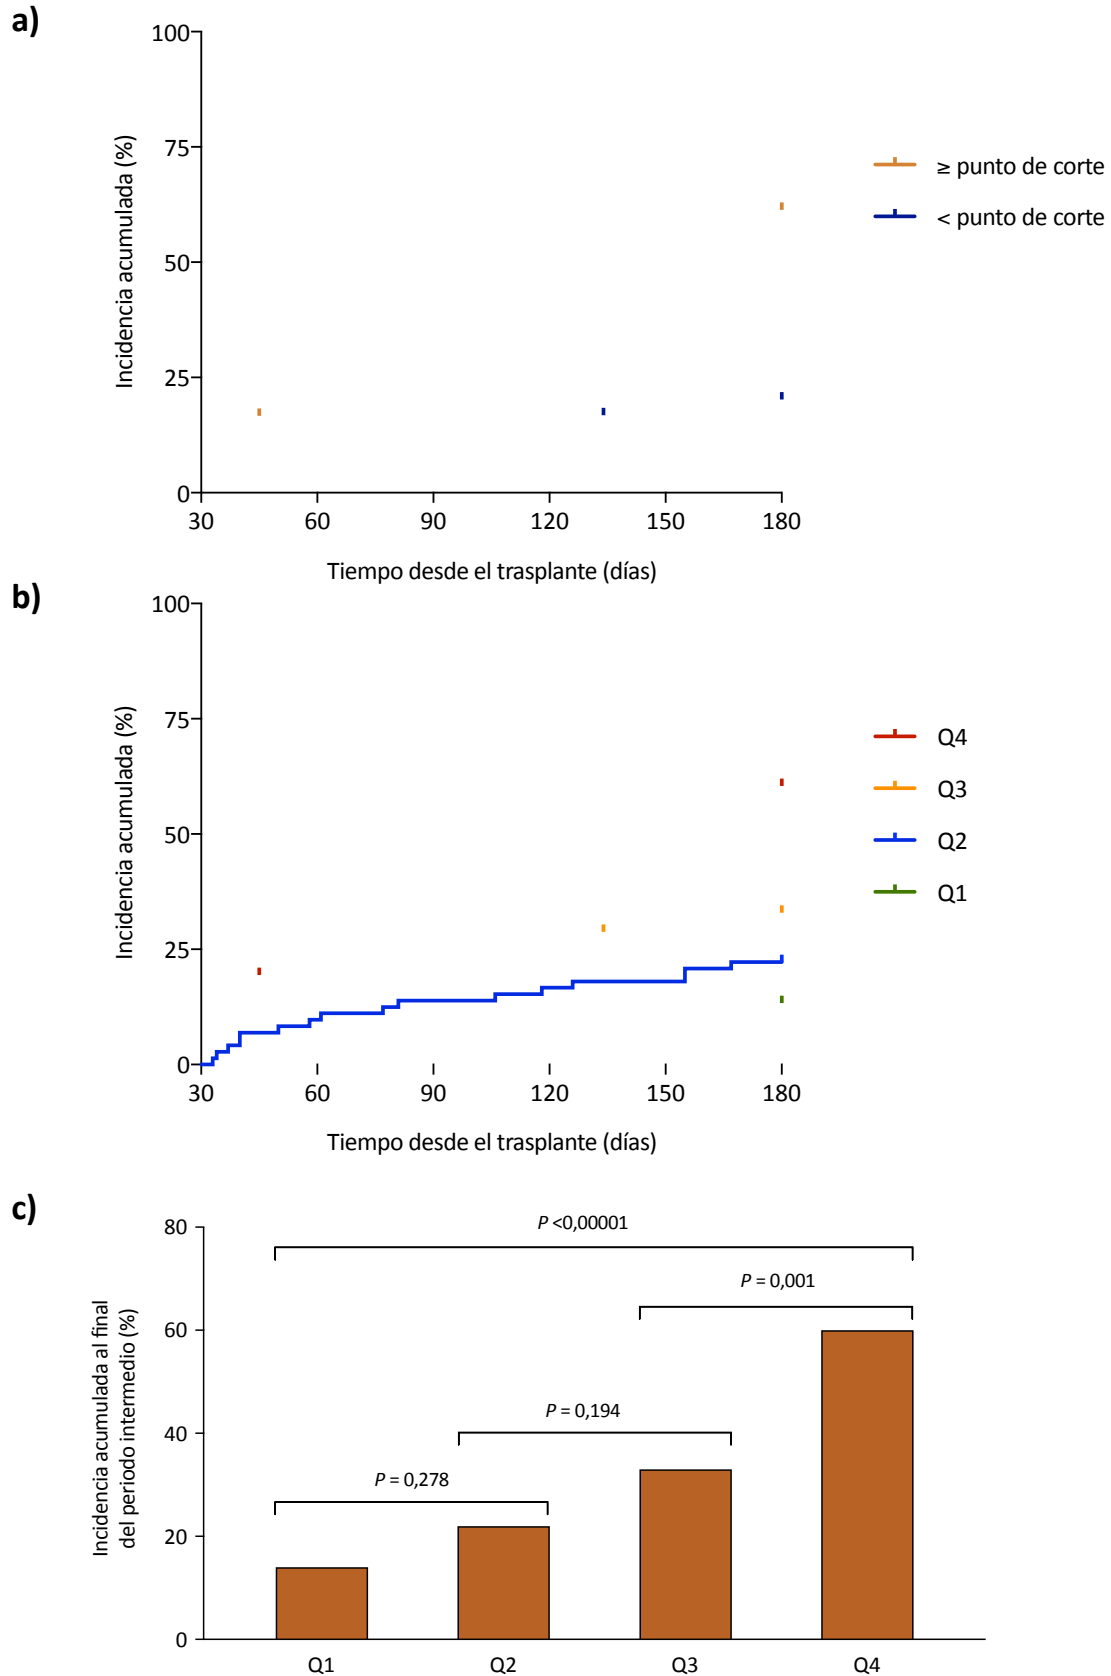 a)
100
75
50
25
0
Incidencia acumulada (%)
30 60 90 120 150 180
Tiempo desde el trasplante (días)
≥ punto de corte
< punto de corte
b)
100
75
50
25
0
Incidencia acumulada (%)
30 60 90 120 150 180
Tiempo desde el trasplante (días)
Q4
Q3
Q2
Q1
c)
80
60
40
20
0
Incidencia acumulada al final
del periodo intermedio (%)
P <0,00001
P = 0,001
P = 0,194
P = 0,278
Q1 Q2 Q3 Q4